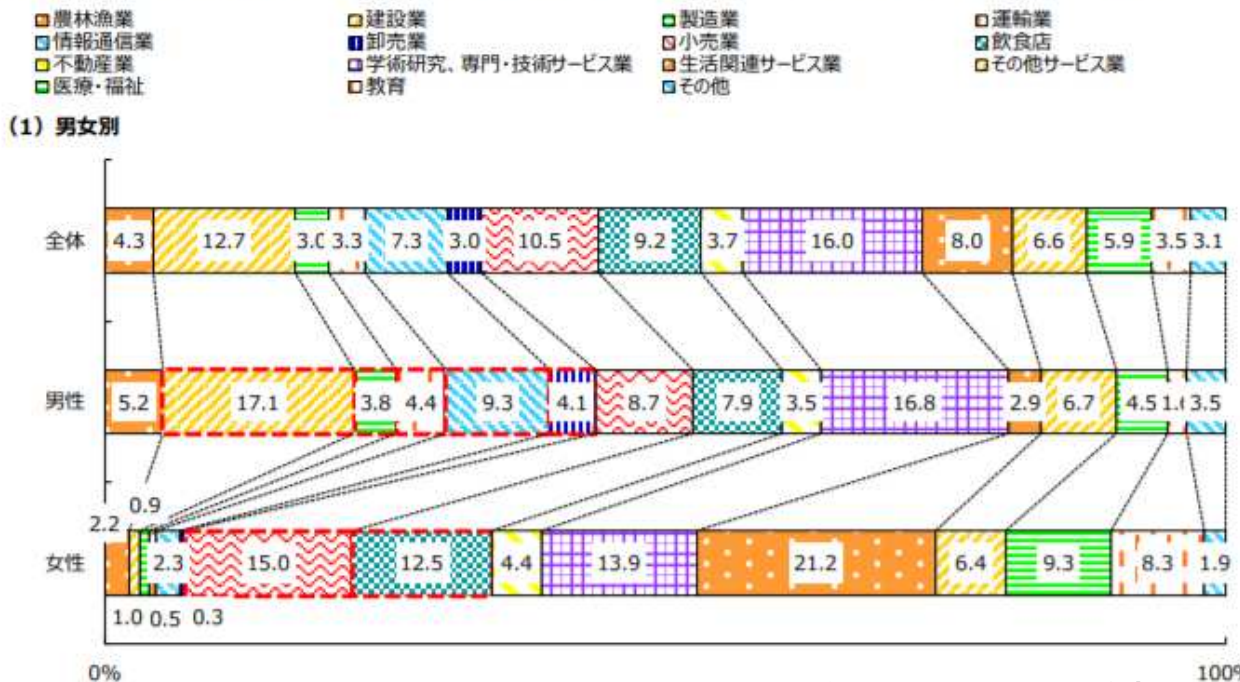 農林漁業 建設業 製造業 運輸業
情報通信業 卸売業 小売業 飲食店
不動産業 学術研究、専門・技術サービス業 生活関連サービス業 その他サービス業
医療・福祉 教育 その他
(1) 男女別
全体 4.3 12.7 3.0 3.3 7.3 3.0 10.5 9.2 3.7 16.0 8.0 6.6 5.9 3.5 3.1
男性 5.2 17.1 3.8 4.4 9.3 4.1 8.7 7.9 3.5 16.8 2.9 6.7 4.5 3.5
0.9
2.2
女性 2.3 15.0 12.5 4.4 13.9 21.2 6.4 9.3 8.3 1.9
1.0 0.5 0.3
0% 100%